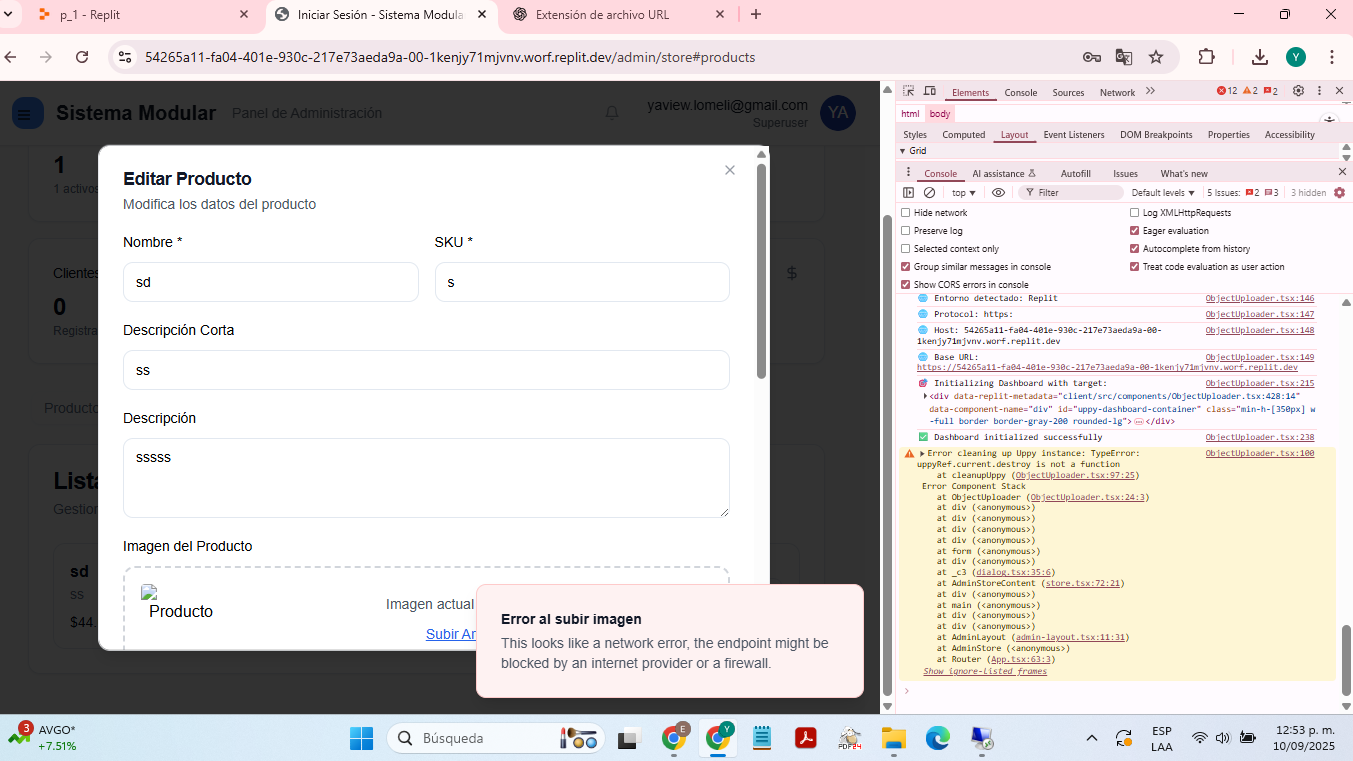 p_1 - Replit
Iniciar Sesión - Sistema Modula
Extensión de archivo URL
54265a11-fa04-401e-930c-217e73aeda9a-00-1kenjy71mjvnv.worf.replit.dev/admin/store#products
Y
Sistema Modular
Panel de Administración
yaview.lomeli@gmail.com
Superuser
YA
1
1 activos
Clientes
0
Registra
$
Producto
Lista
Gestion
sd
ss
$44.
Editar Producto
Modifica los datos del producto
Nombre *
SKU *
sd
s
Descripción Corta
ss
Descripción
sssss
Imagen del Producto
Producto
Imagen actual
Subir Ar
Error al subir imagen
This looks like a network error, the endpoint might be
blocked by an internet provider or a firewall.
Elements
Console
Sources
Network
12
2
2
html
body
Styles
Computed
Layout
Event Listeners
DOM Breakpoints
Properties
Accessibility
Grid
Console
AI assistance
Autofill
Issues
What's new
top
Filter
Default levels
5 Issues:
2
3
3 hidden
Hide network
Log XMLHttpRequests
Preserve log
Eager evaluation
Selected context only
Autocomplete from history
Group similar messages in console
Treat code evaluation as user action
Show CORS errors in console
Entorno detectado: Replit
ObjectUploader.tsx:146
Protocol: https:
ObjectUploader.tsx:147
Host: 54265a11-fa04-401e-930c-217e73aeda9a-00-
ObjectUploader.tsx:148
1kenjy71mjvnv.worf.replit.dev
Base URL:
ObjectUploader.tsx:149
https://54265a11-fa04-401e-930c-217e73aeda9a-00-1kenjy71mjvnv.worf.replit.dev
Initializing Dashboard with target:
ObjectUploader.tsx:215
<div data-replit-metadata="client/src/components/ObjectUploader.tsx:428:14"
data-component-name="div" id="uppy-dashboard-container" class="min-h-[350px] w
-full border border-gray-200 rounded-lg">…</div>
Dashboard initialized successfully
ObjectUploader.tsx:238
Error cleaning up Uppy instance: TypeError:
ObjectUploader.tsx:100
uppyRef.current.destroy is not a function
at cleanupUppy (ObjectUploader.tsx:97:25)
Error Component Stack
at ObjectUploader (ObjectUploader.tsx:24:3)
at div (<anonymous>)
at div (<anonymous>)
at div (<anonymous>)
at div (<anonymous>)
at form (<anonymous>)
at div (<anonymous>)
at _c3 (dialog.tsx:35:6)
at AdminStoreContent (store.tsx:72:21)
at div (<anonymous>)
at main (<anonymous>)
at div (<anonymous>)
at div (<anonymous>)
at AdminLayout (admin-layout.tsx:11:31)
at AdminStore (<anonymous>)
at Router (App.tsx:63:3)
Show ignore-listed frames
3
AVGO*
+7.51%
Búsqueda
E
Y
PDF24
ESP
LAA
12:53 p. m.
10/09/2025